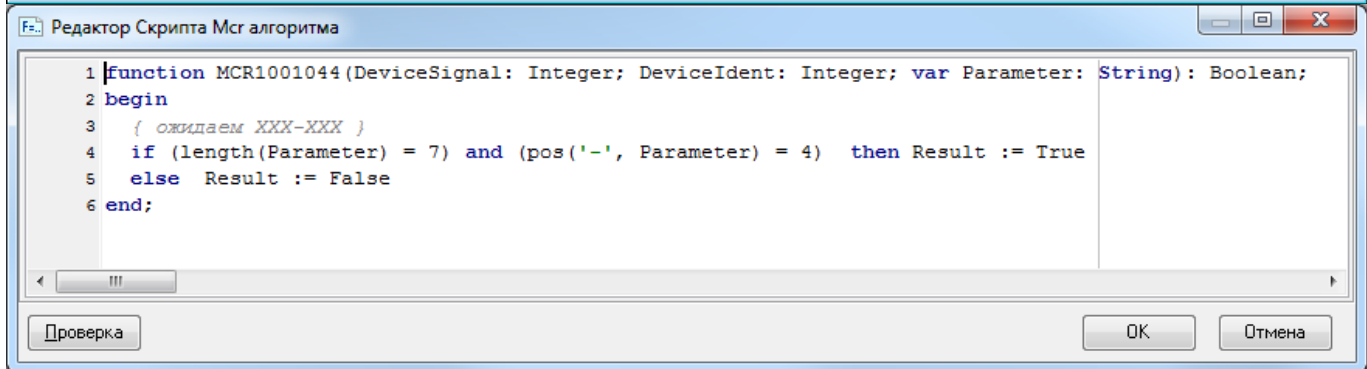 F=.. Редактор Скрипта Mcr алгоритма
1 function MCR1001044(DeviceSignal: Integer; DeviceIdent: Integer; var Parameter: String): Boolean;
2 begin
3 { ожидаем XXX-XXX }
4 if (length(Parameter) = 7) and (pos('-', Parameter) = 4)  then Result := True
5 else  Result := False
6 end;
Проверка
OK
Отмена